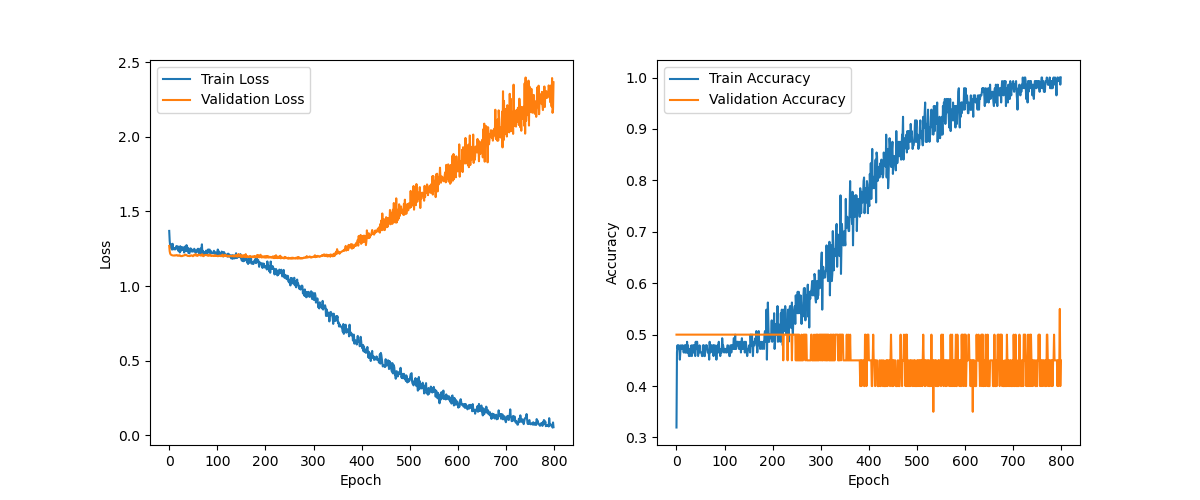 Train Loss
Validation Loss
2.5
2.0
1.5
1.0
0.5
0.0
Loss
0 100 200 300 400 500 600 700 800
Epoch
Train Accuracy
Validation Accuracy
1.0
0.9
0.8
0.7
0.6
0.5
0.4
0.3
Accuracy
0 100 200 300 400 500 600 700 800
Epoch